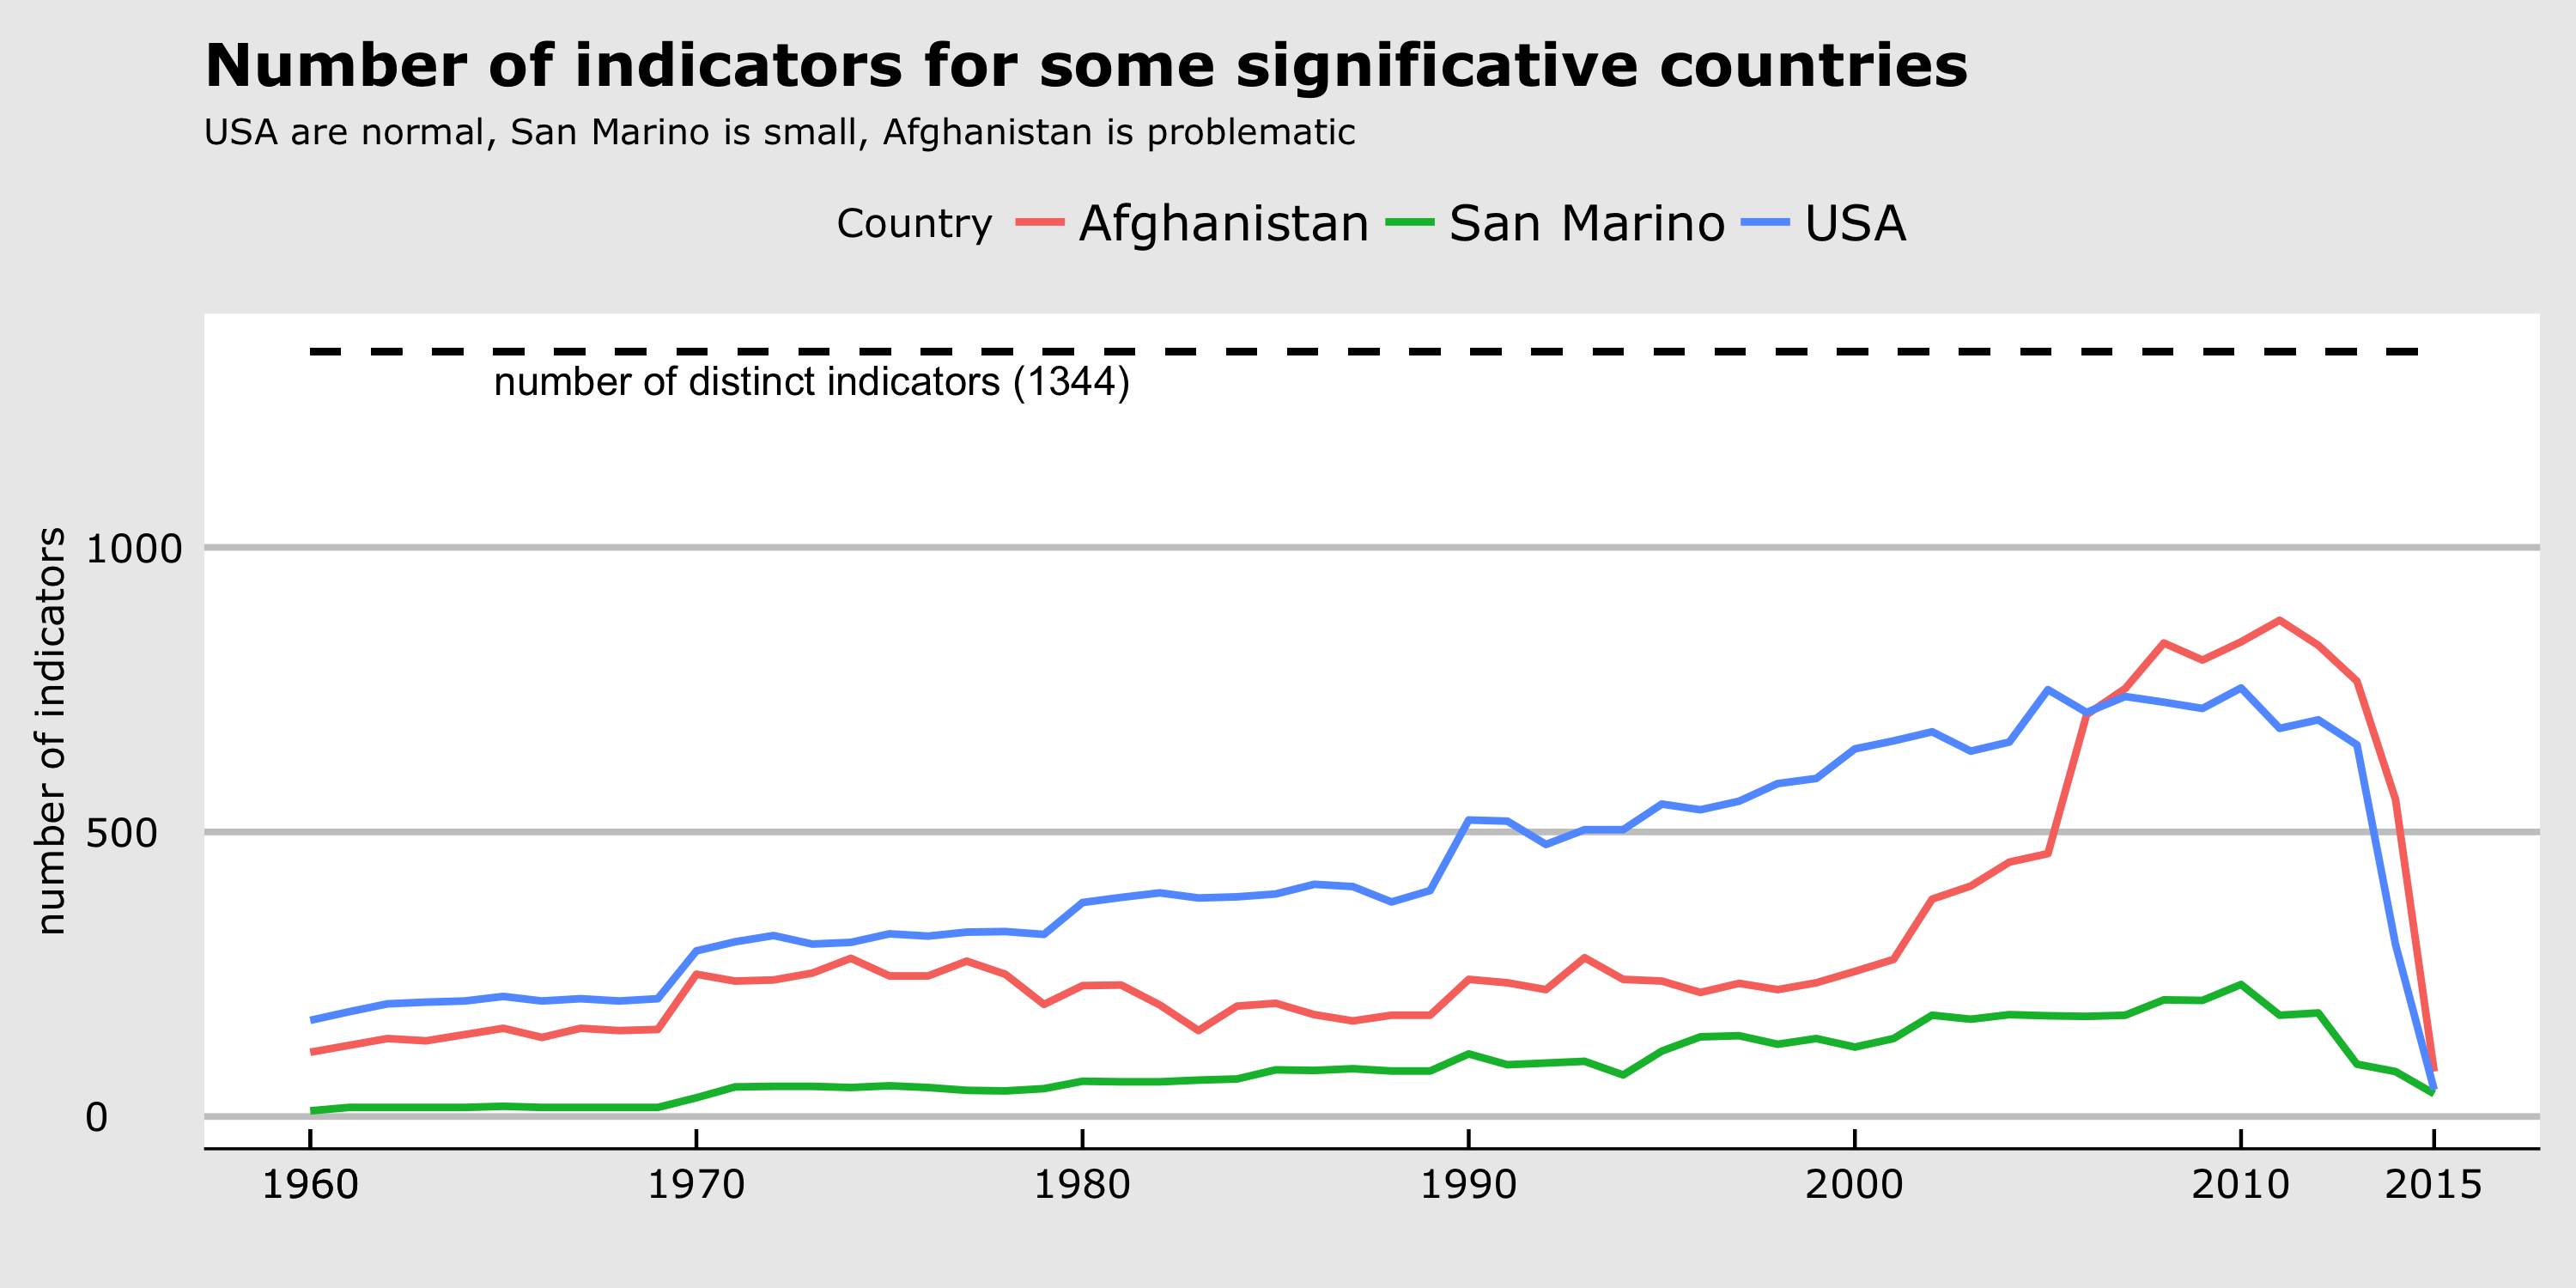 Number of indicators for some significative countries
USA are normal, San Marino is small, Afghanistan is problematic
Country Afghanistan San Marino USA
number of distinct indicators (1344)
number of indicators
1000
500
0
1960 1970 1980 1990 2000 2010 2015